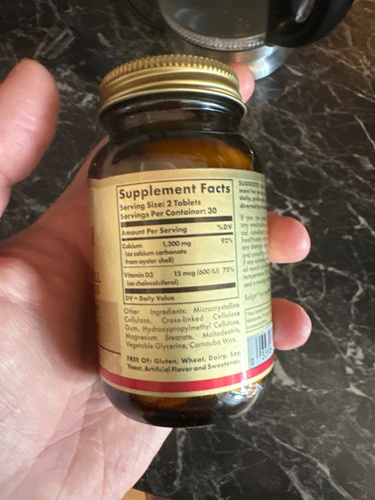 Supplement Facts
Serving Size: 2 Tablets
Servings Per Container: 30
Amount Per Serving %DV
Calcium 1,200 mg 92%
(as calcium carbonate
from oyster shell)
Vitamin D3 15 mcg (600 IU) 75%
(as cholecalciferol)
DV = Daily Value
Other Ingredients: Microcrystalline
Cellulose, Cross-linked Cellulose
Gum, Hydroxypropylmethyl Cellulose,
Magnesium Stearate, Maltodextrin,
Vegetable Glycerine, Carnauba Wax.
FREE OF: Gluten, Wheat, Dairy, Soy,
Yeast, Artificial Flavor and Sweetener.